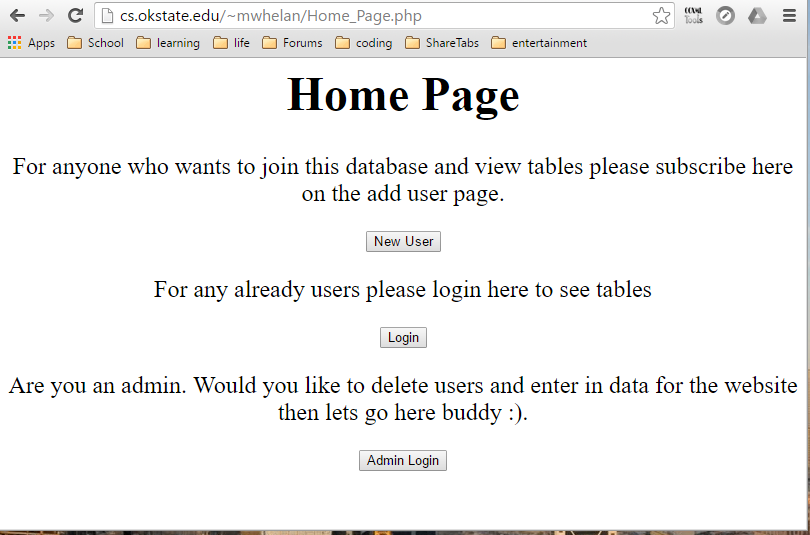 cs.okstate.edu/~mwhelan/Home_Page.php
Apps School learning life Forums coding ShareTabs entertainment
Home Page
For anyone who wants to join this database and view tables please subscribe here
on the add user page.
New User
For any already users please login here to see tables
Login
Are you an admin. Would you like to delete users and enter in data for the website
then lets go here buddy :).
Admin Login